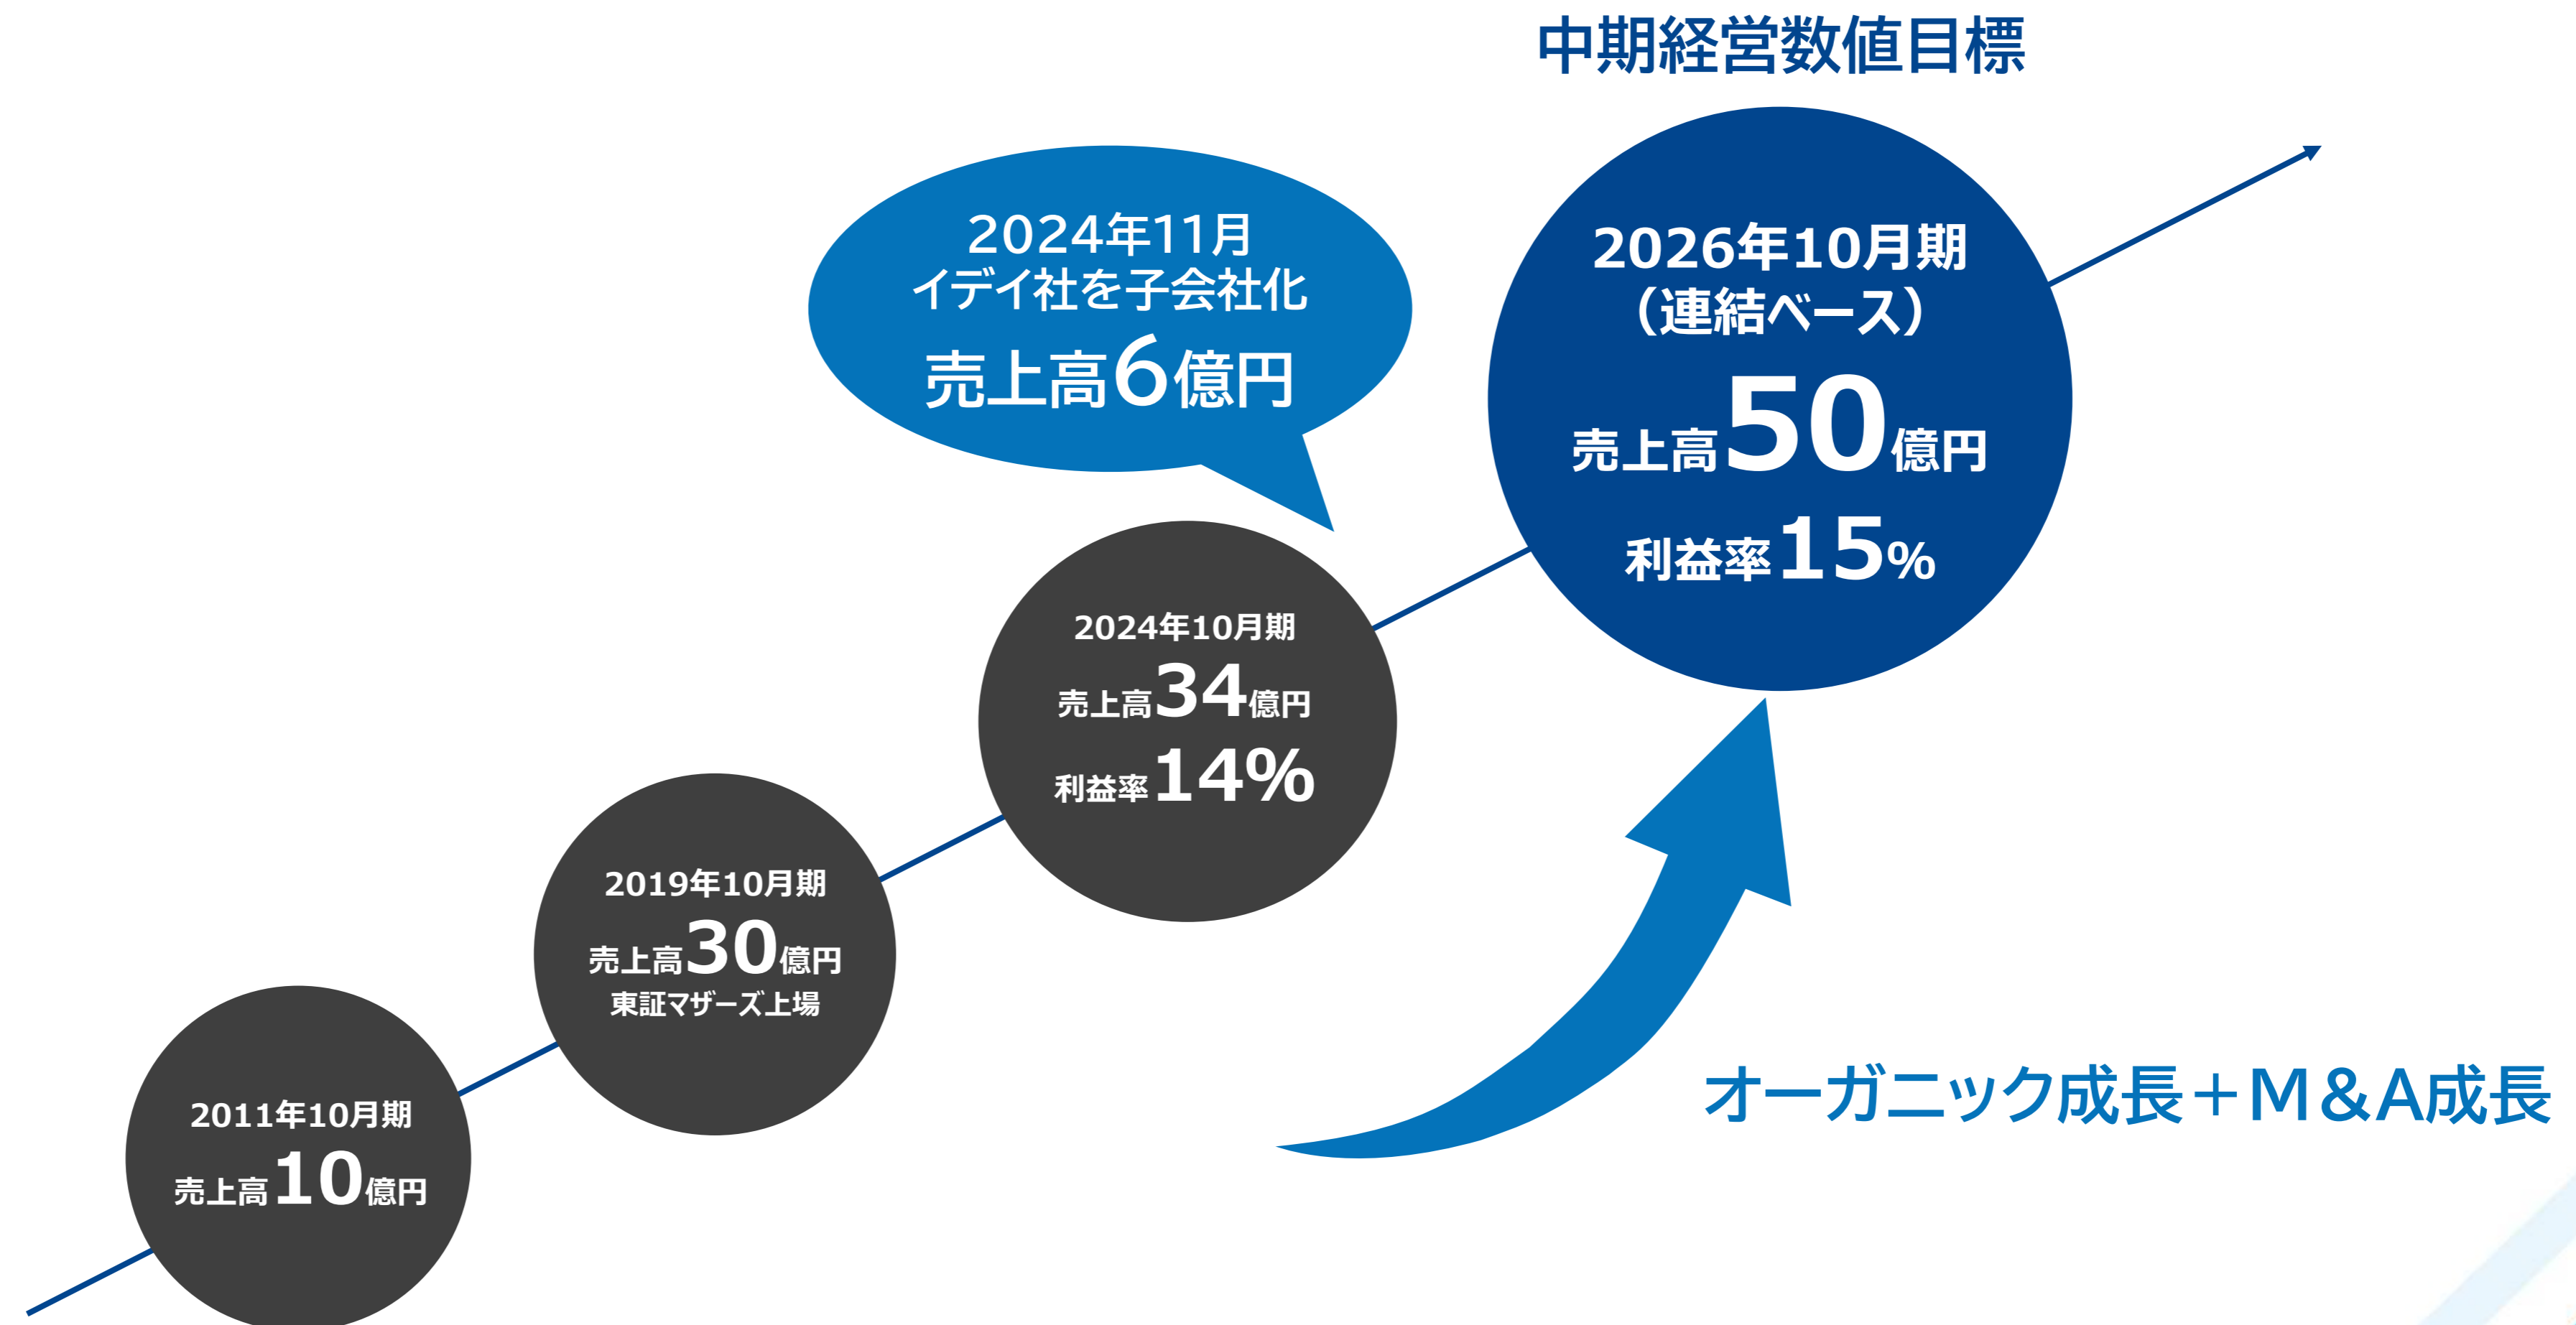 中期経営数値目標
2024年11月
イデイ社を子会社化
売上高6億円
2026年10月期
（連結ベース）
売上高50億円
利益率15%
2024年10月期
売上高34億円
利益率14%
2019年10月期
売上高30億円
東証マザーズ上場
2011年10月期
売上高10億円
オーガニック成長＋M＆A成長